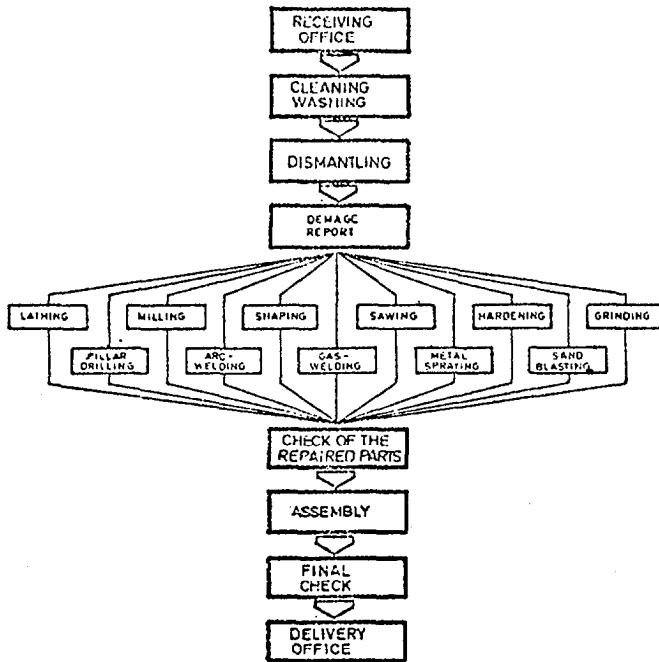 RECEIVING
OFFICE
CLEANING
WASHING
DISMANTLING
DEMAGE
REPORT
LATHING
MILLING
SHAPING
SAWING
HARDENING
GRINDING
PILLAR
DRILLING
ARC-
WELDING
GAS-
WELDING
METAL
SPRAYING
SAND
BLASTING
CHECK OF THE
REPAIRED PARTS
ASSEMBLY
FINAL
CHECK
DELIVERY
OFFICE